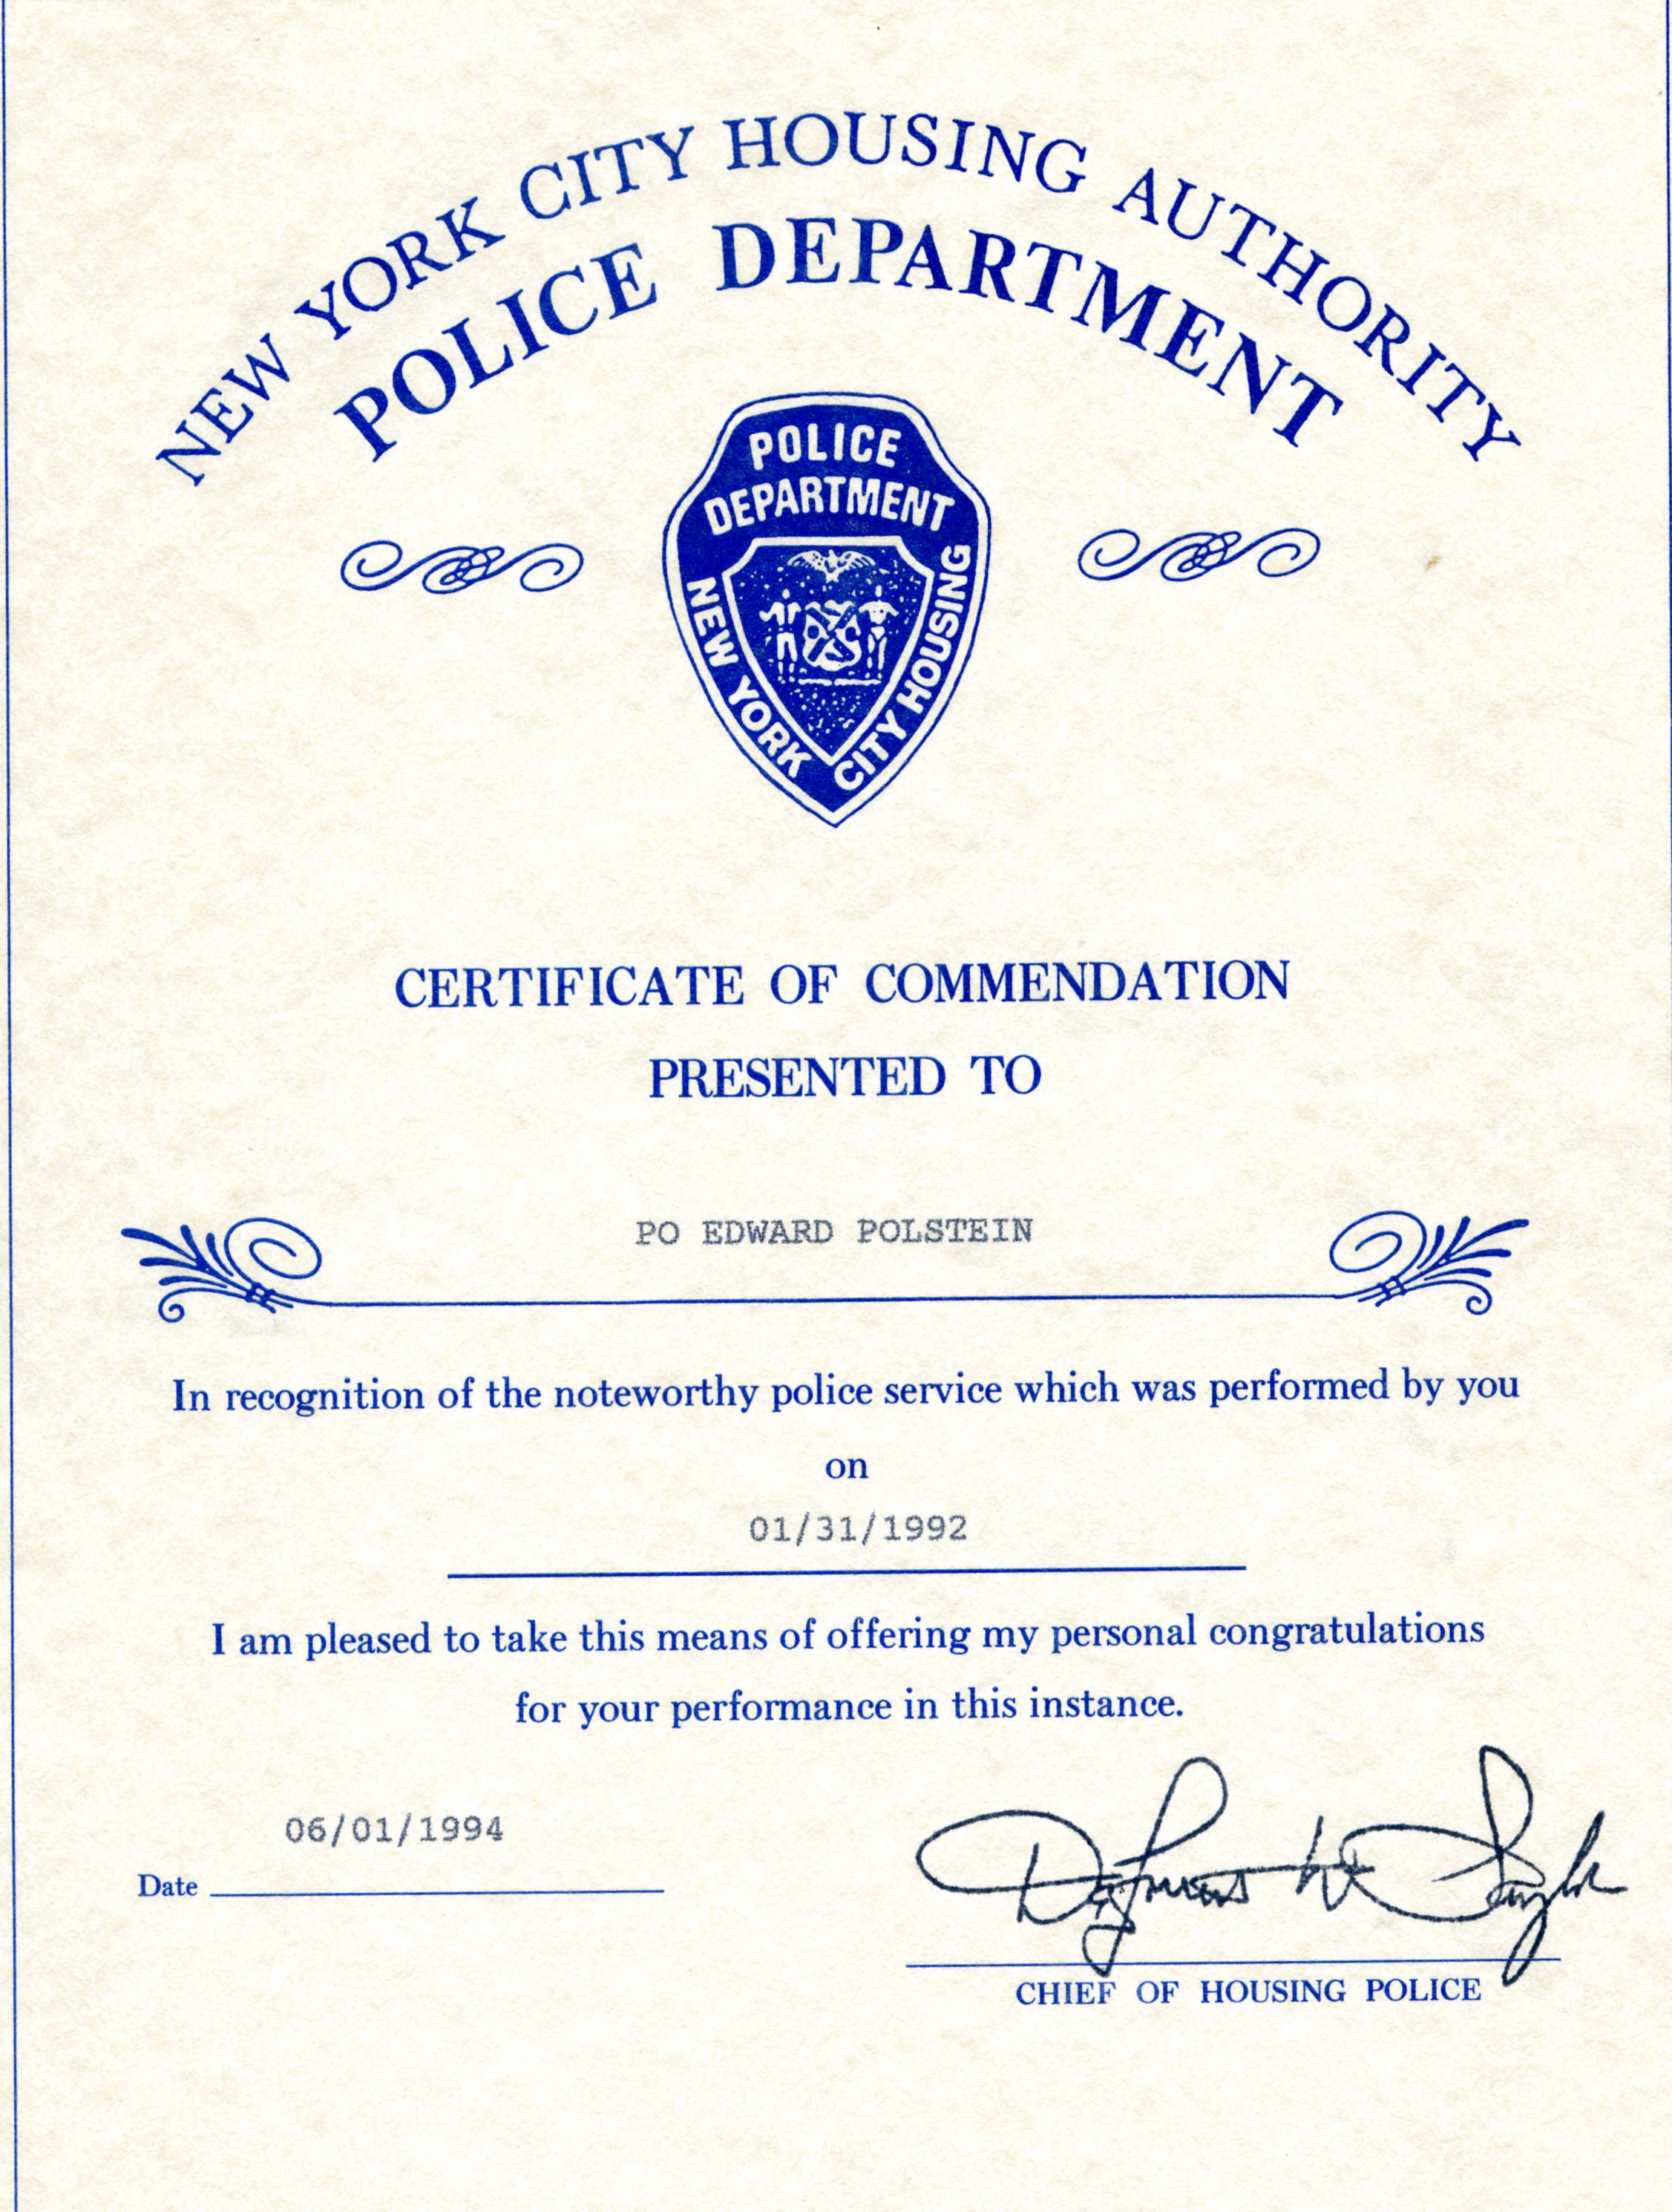 NEW YORK CITY HOUSING AUTHORITY
POLICE DEPARTMENT
POLICE
DEPARTMENT
NEW YORK CITY HOUSING
CERTIFICATE OF COMMENDATION
PRESENTED TO
PO EDWARD POLSTEIN
In recognition of the noteworthy police service which was performed by you
on
01/31/1992
I am pleased to take this means of offering my personal congratulations
for your performance in this instance.
06/01/1994
Date
CHIEF OF HOUSING POLICE